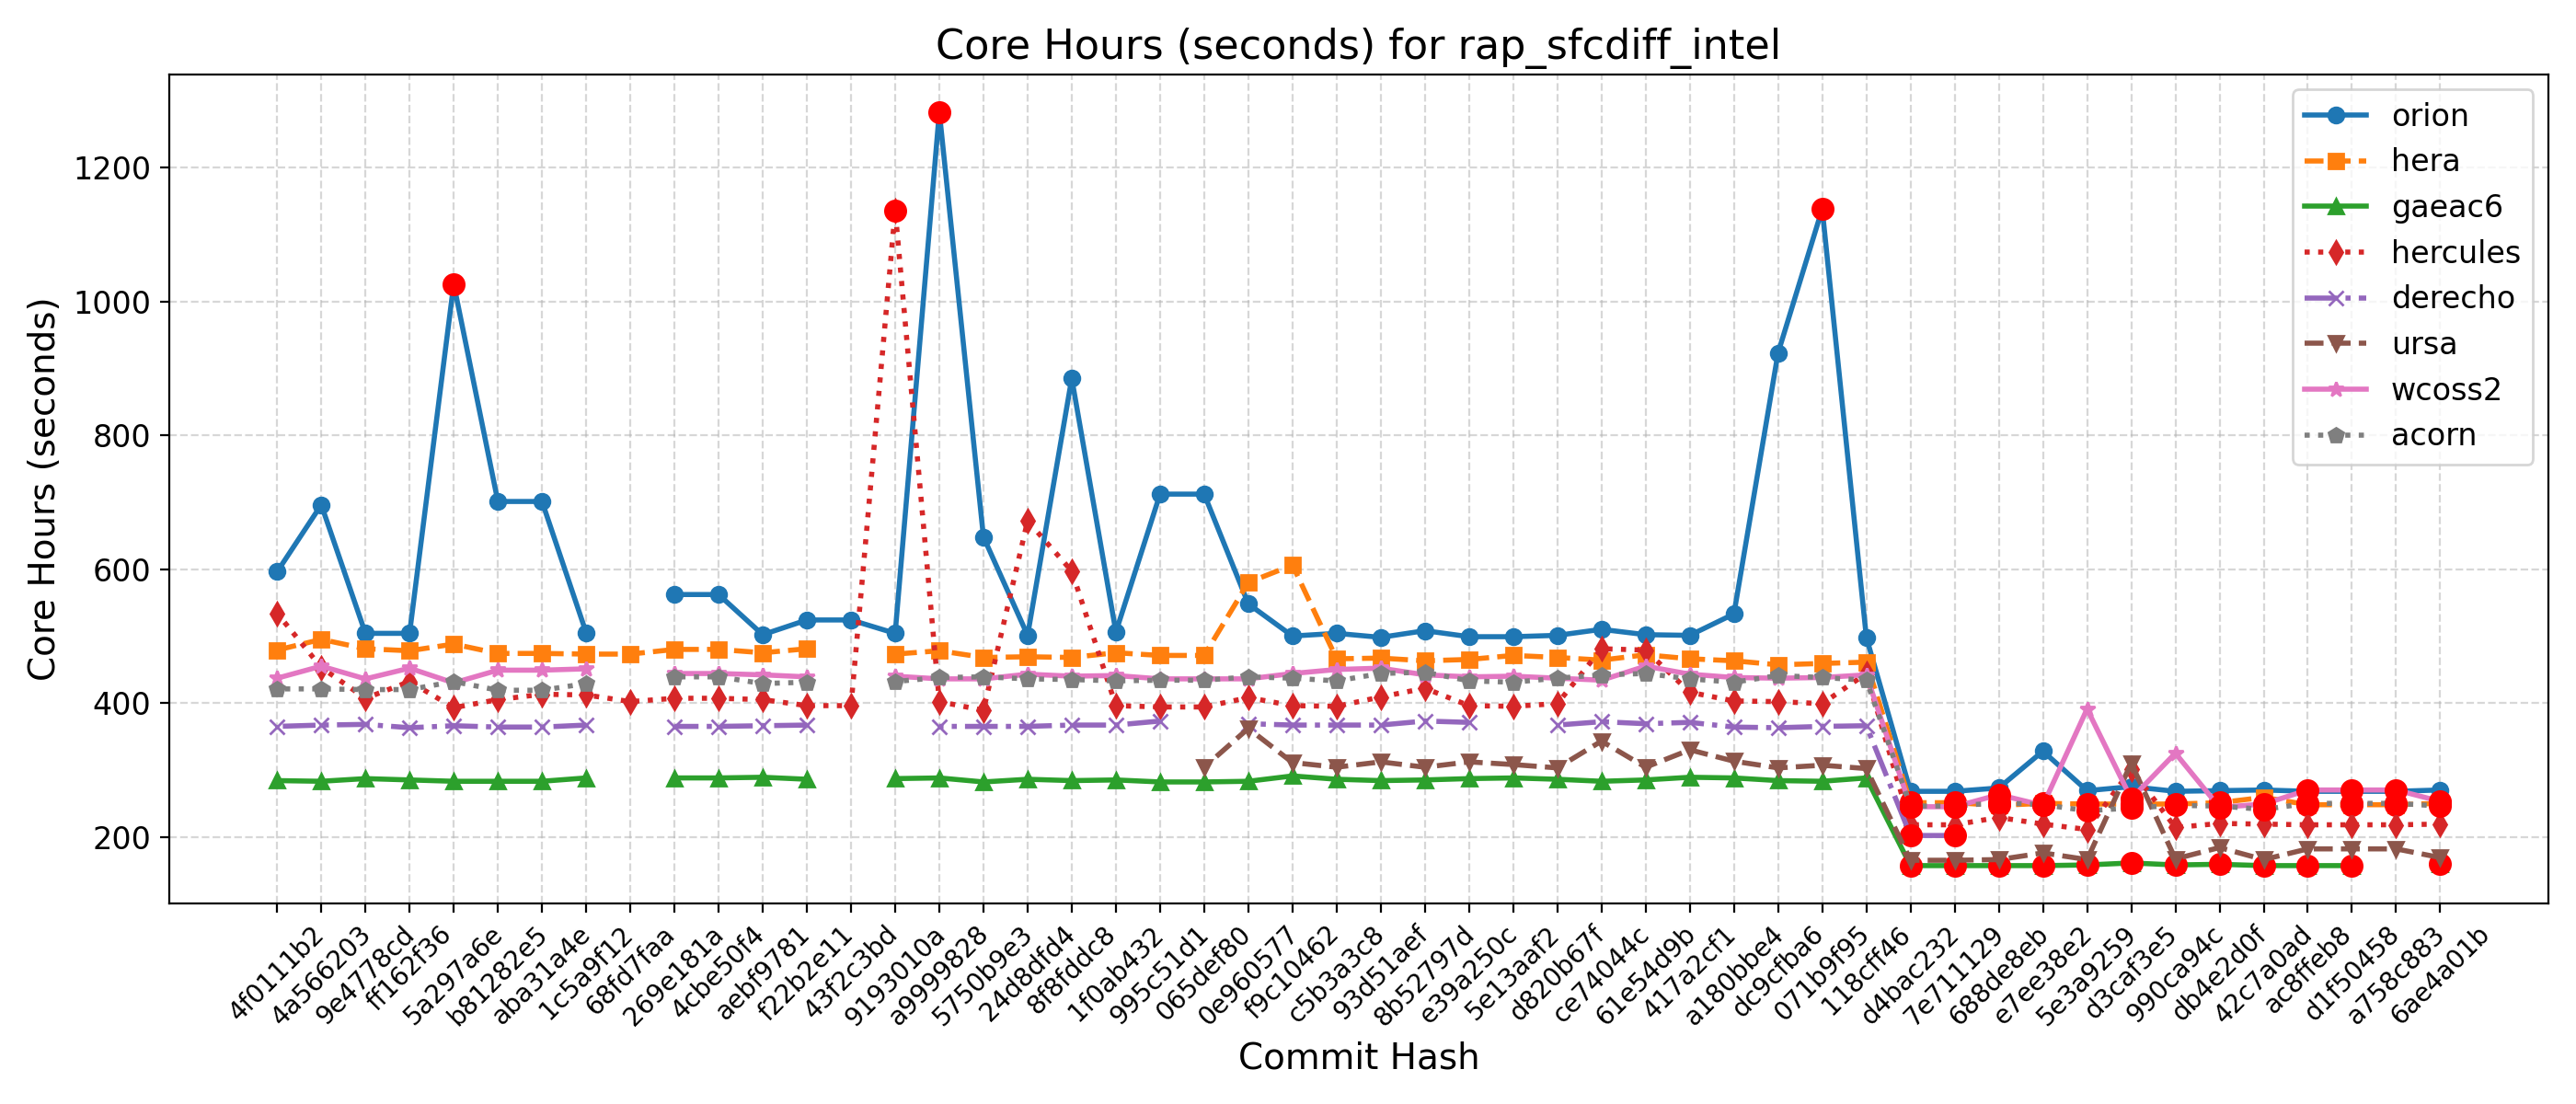 Core Hours (seconds) for rap_sfcdiff_intel
Core Hours (seconds)
1200
1000
800
600
400
200
orion
hera
gaeac6
hercules
derecho
ursa
wcoss2
acorn
4f0111b2
4a566203
9e4778cd
ff162f36
5a297a6e
b81282e5
aba31a4e
1c5a9f12
68fd7faa
269e181a
4cbe50f4
aebf9781
f22b2e11
43f2c3bd
9193010a
a9999828
5750b9e3
24d8dfd4
8f8fddc8
1f0ab432
995c51d1
065def80
0e960577
f9c10462
c5b3a3c8
93d51aef
8b52797d
e39a250c
5e13aaf2
d820b67f
ce74044c
61e54d9b
417a2cf1
a180bbe4
dc9cfba6
071b9f95
118cff46
d4bac232
7e711129
688de8eb
e7ee38e2
5e3a9259
d3caf3e5
990ca94c
db4e2d0f
42c7a0ad
ac8ffeb8
d1f50458
a758c883
6ae4a01b
Commit Hash